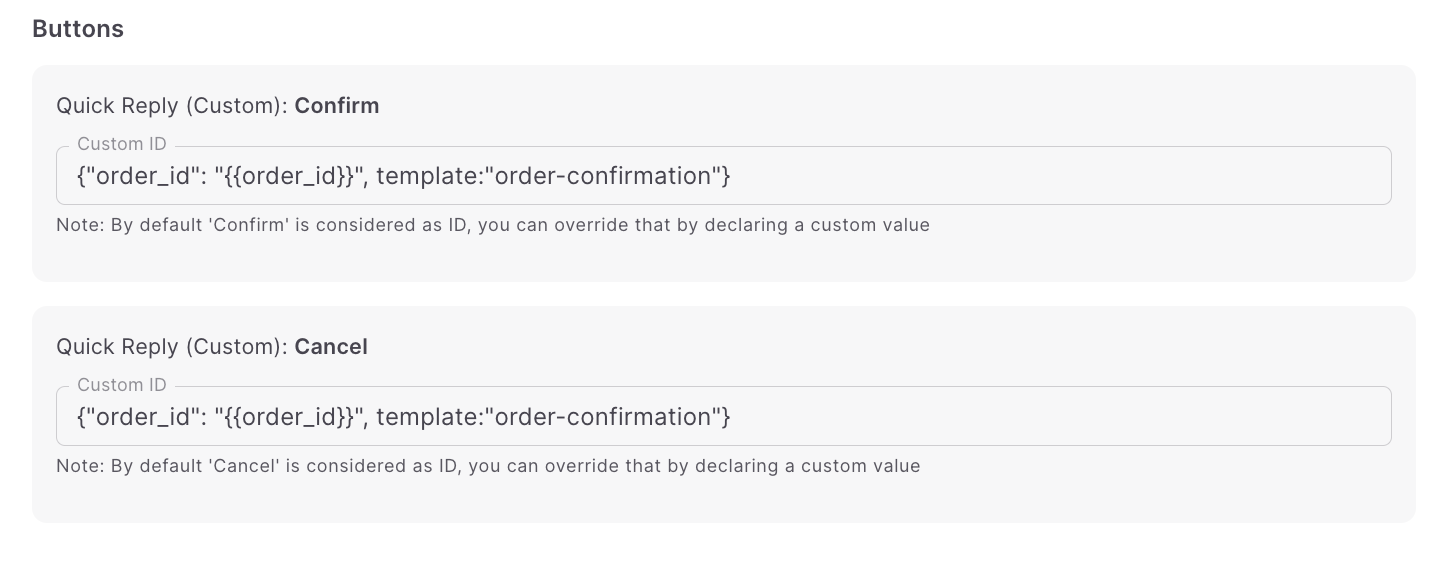 Buttons
Quick Reply (Custom): Confirm
Custom ID
{"order_id": "{{order_id}}", template:"order-confirmation"}
Note: By default 'Confirm' is considered as ID, you can override that by declaring a custom value
Quick Reply (Custom): Cancel
Custom ID
{"order_id": "{{order_id}}", template:"order-confirmation"}
Note: By default 'Cancel' is considered as ID, you can override that by declaring a custom value